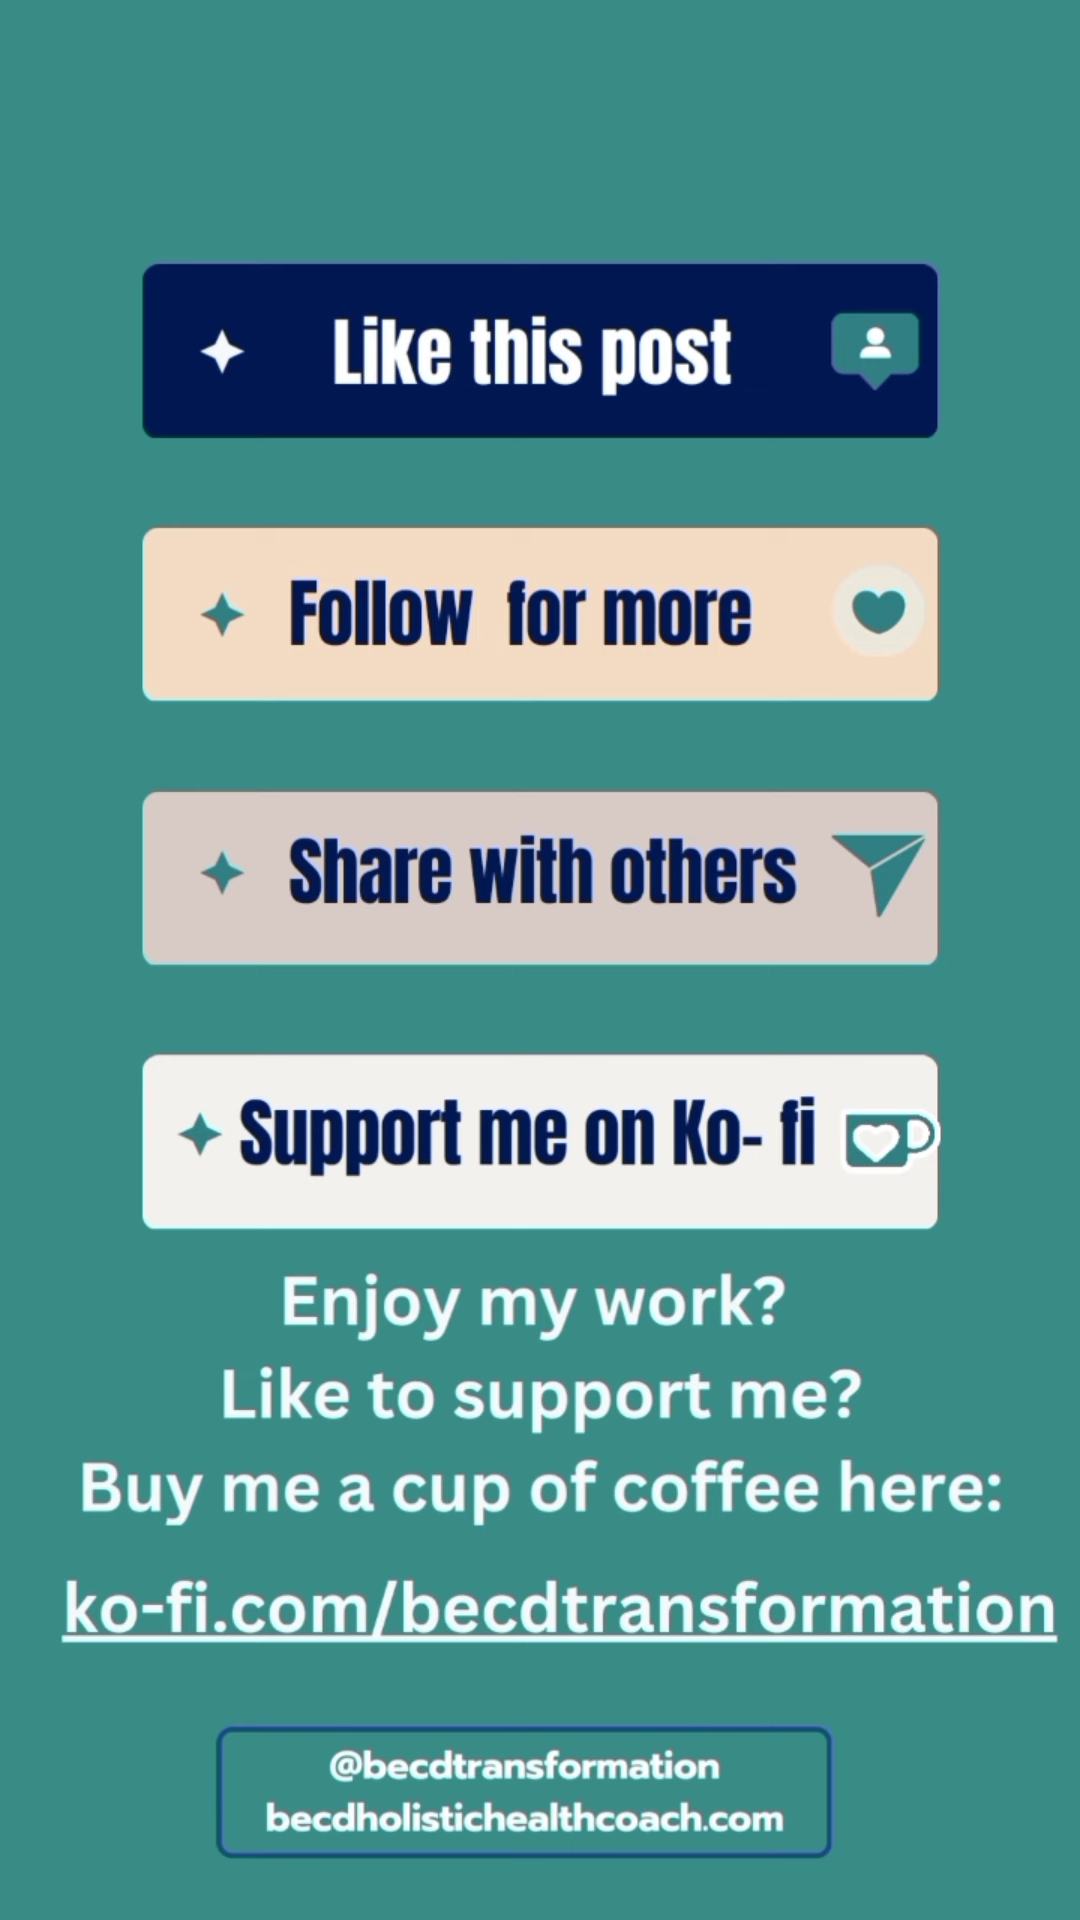 Like this post
Follow  for more
Share with others
Support me on Ko- fi
Enjoy my work?
Like to support me?
Buy me a cup of coffee here:
ko-fi.com/becdtransformation
@becdtransformation
becdholistichealthcoach.com